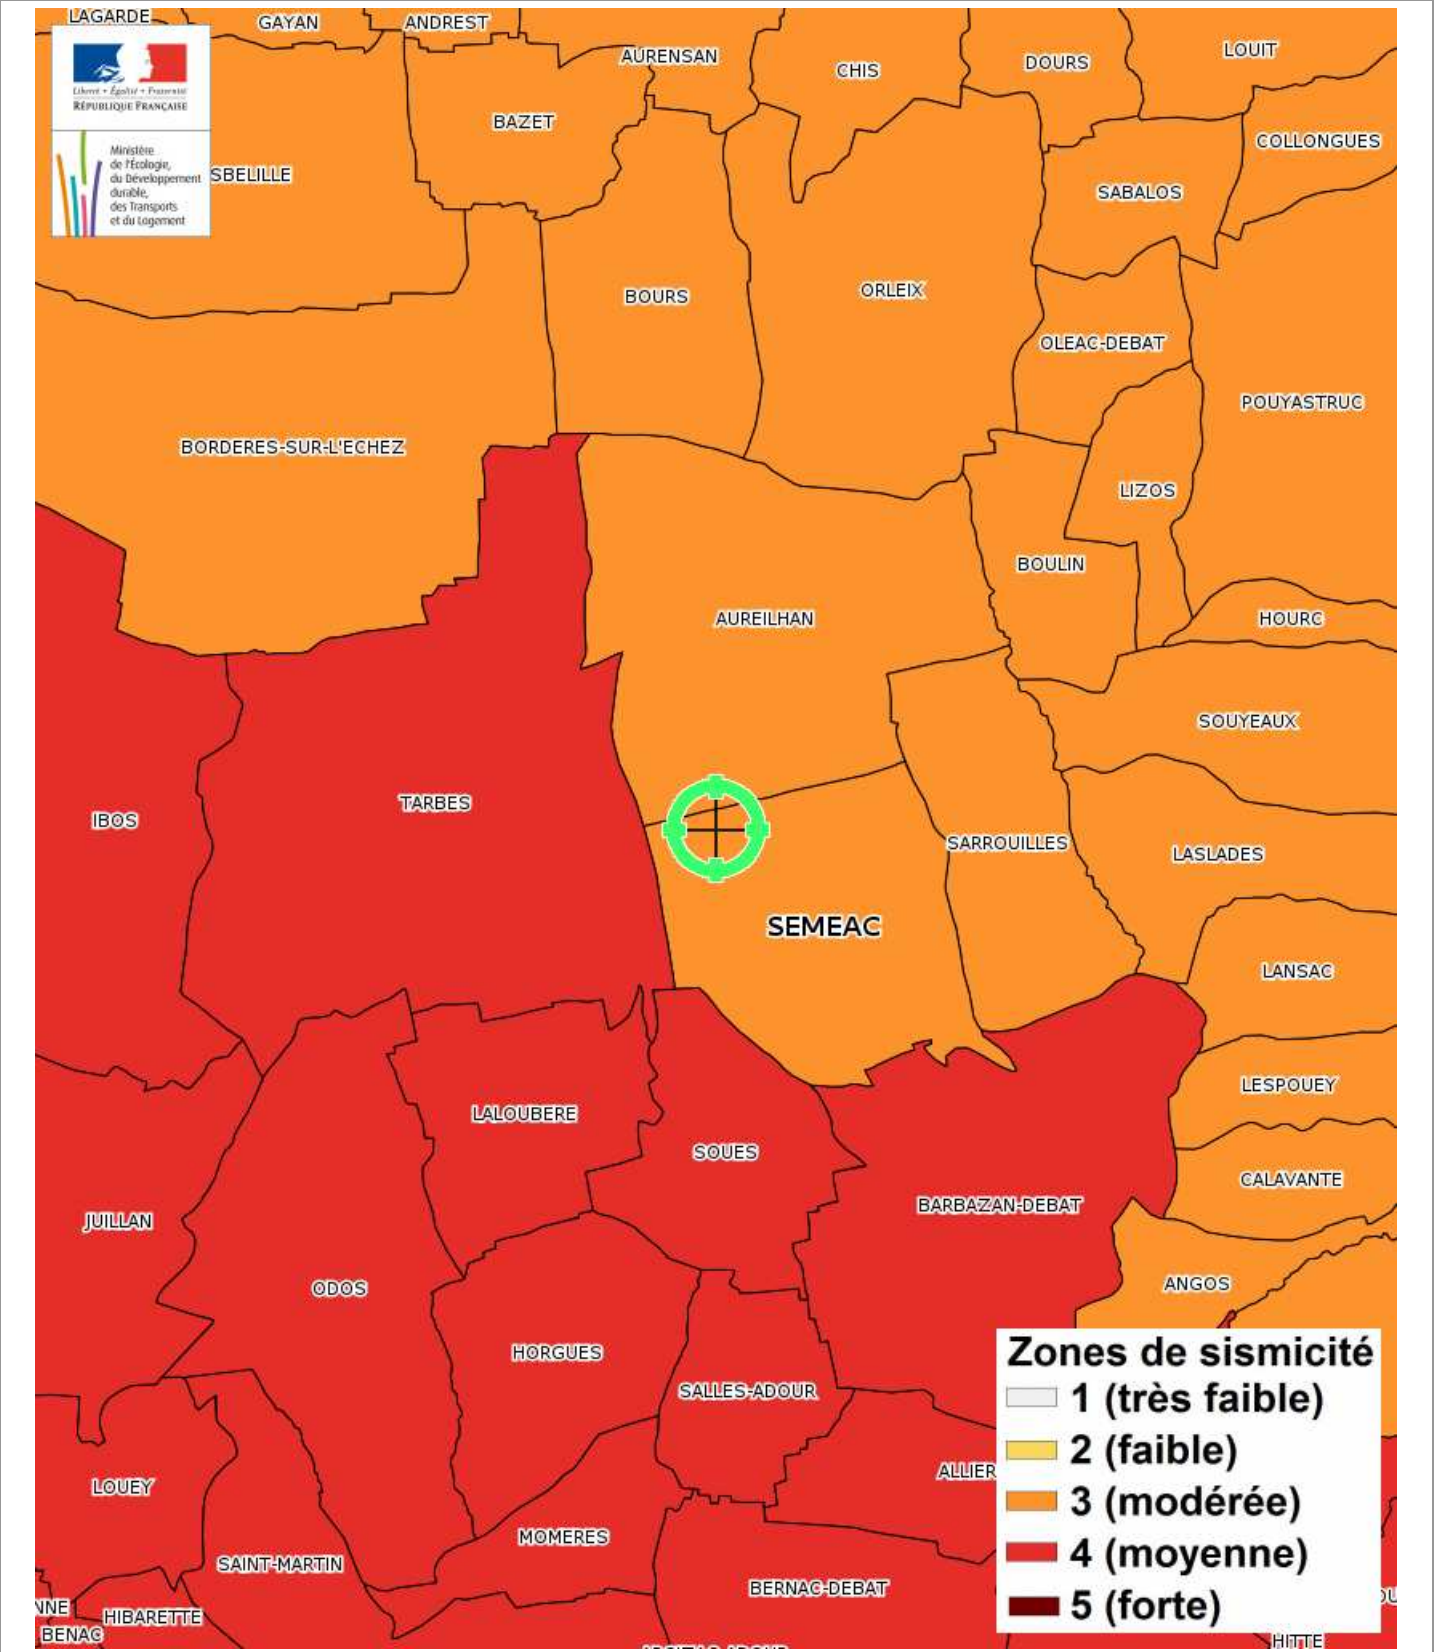 LAGARDE
GAYAN
ANDREST
AURENSAN
CHIS
DOURS
LOUIT
Liberté • Égalité • Fraternité
RÉPUBLIQUE FRANÇAISE
BAZET
COLLONGUES
Ministère
de l'Écologie,
du Développement
durable,
des Transports
et du Logement
SBELILLE
SABALOS
BOURS
ORLEIX
OLEAC-DEBAT
POUYASTRUC
BORDERES-SUR-L'ECHEZ
LIZOS
BOULIN
AUREILHAN
HOURC
SOUYEAUX
IBOS
TARBES
SARROUILLES
LASLADES
SEMEAC
LANSAC
LESPOUEY
LALOUBERE
SOUES
CALAVANTE
BARBAZAN-DEBAT
JUILLAN
ODOS
ANGOS
HORGUES
SALLES-ADOUR
Zones de sismicité
1 (très faible)
2 (faible)
3 (modérée)
4 (moyenne)
5 (forte)
ALLIER
LOUEY
MOMERES
SAINT-MARTIN
BERNAC-DEBAT
NNE
HIBARETTE
BENAC
HITTE